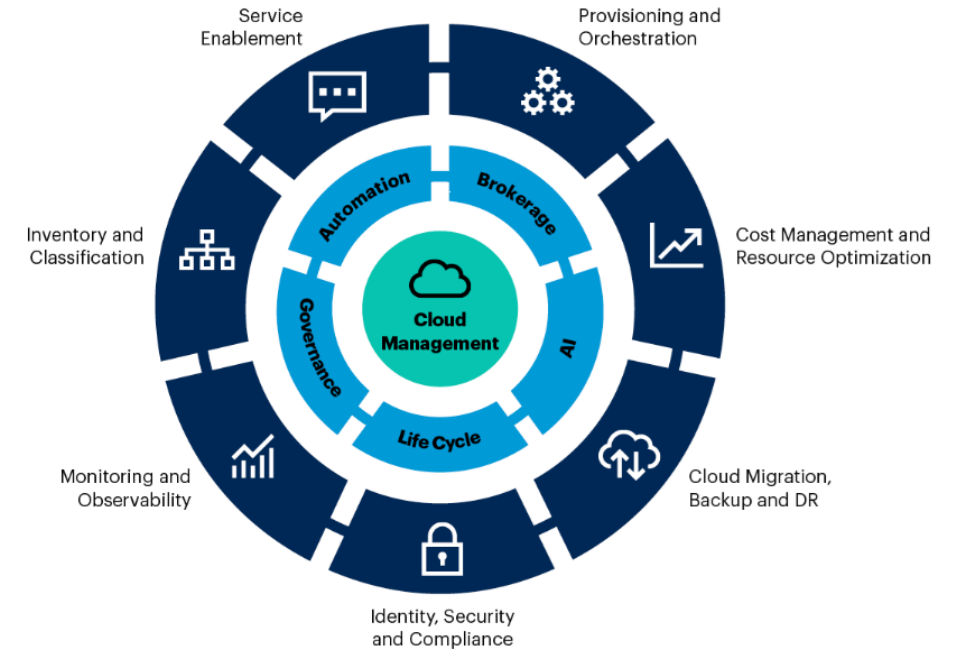 Service
Enablement
Provisioning and
Orchestration
Automation
Brokerage
Inventory and
Classification
Cost Management and
Resource Optimization
Cloud
Management
Governance
AI
Life Cycle
Monitoring and
Observability
Cloud Migration,
Backup and DR
Identity, Security
and Compliance